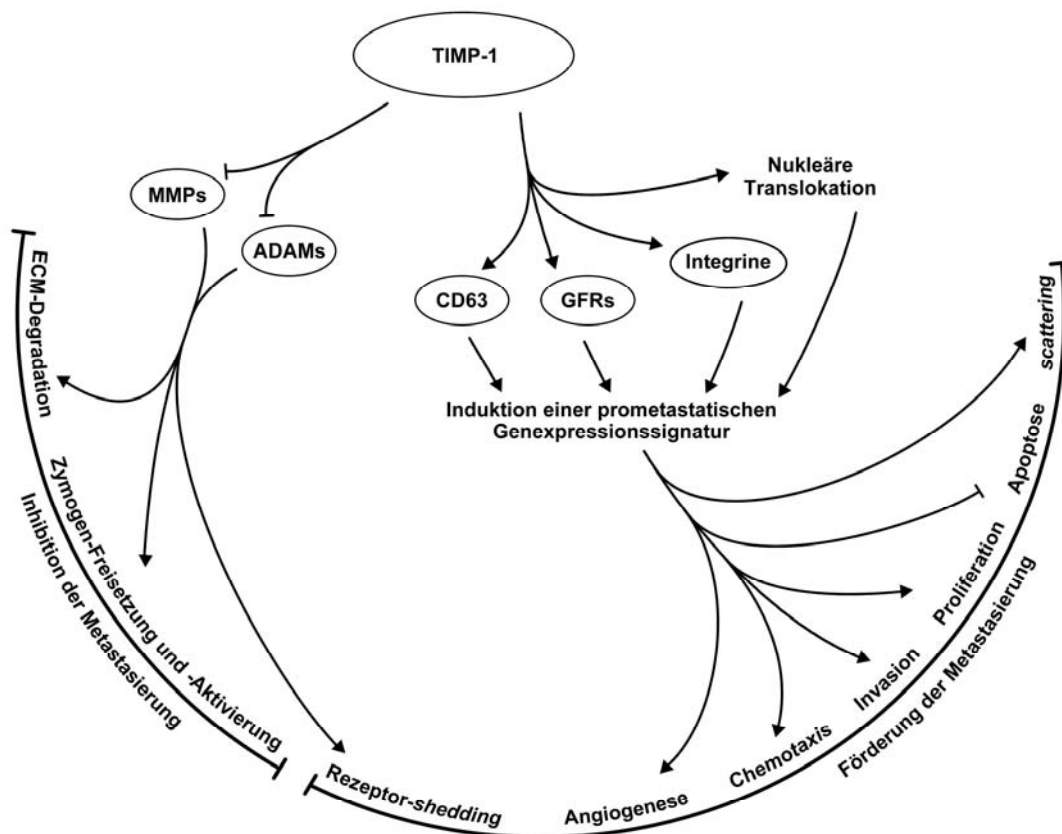 TIMP-1
MMPs
ADAMs
Nukleäre
Translokation
Integrine
CD63
GFRs
Induktion einer prometastatischen
Genexpressionssignatur
ECM-Degradation
Zymogen-Freisetzung und -Aktivierung
Inhibition der Metastasierung
Rezeptor-shedding
Angiogenese
Chemotaxis
Invasion
Proliferation
Apoptose
scattering
Förderung der Metastasierung